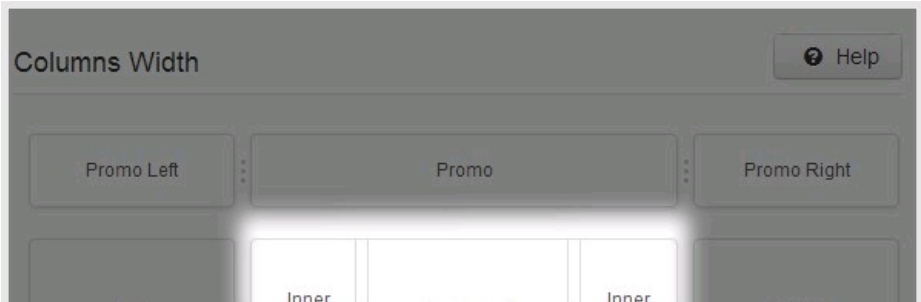 Columns Width
Help
Promo Left
Promo
Promo Right
Inner
Inner